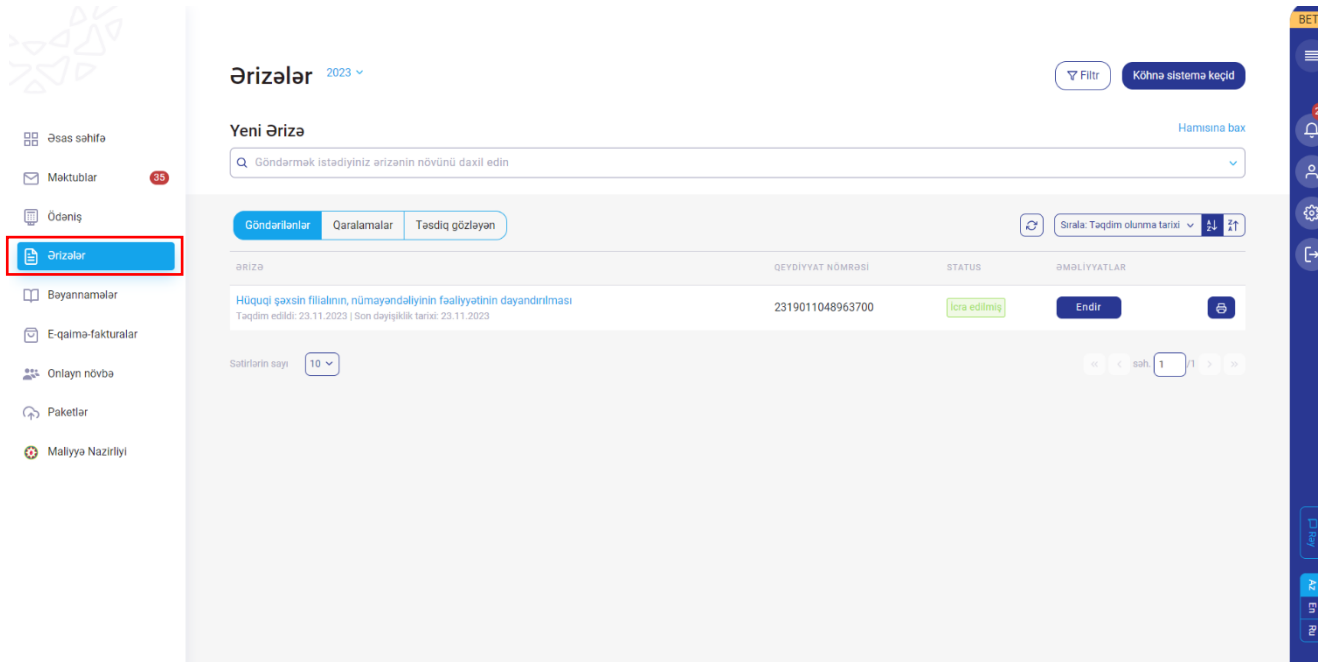 BET
Ərizələr 2023
Filtr
Köhnə sistemə keçid
Yeni Ərizə
Hamısına bax
Göndərmək istədiyiniz ərizənin növünü daxil edin
Əsas səhifə
Məktublar 35
Ödəniş
Ərizələr
Bəyannamələr
E-qaimə-fakturalar
Onlayn növbə
Paketlər
Maliyyə Nazirliyi
Göndərilənlər Qaralamalar Təsdiq gözləyən
Sırala: Təqdim olunma tarixi
ƏRİZƏ QEYDİYYAT NÖMRƏSİ STATUS ƏMƏLİYYATLAR
Hüquqi şəxsin filialının, nümayəndəliyinin fəaliyyətinin dayandırılması
Təqdim edildi: 23.11.2023 | Son dəyişiklik tarixi: 23.11.2023
2319011048963700
İcra edilmiş
Endir
Sətirlərin sayı 10
« < səh. 1 /1 > »
Rəy
Az
En
Ru